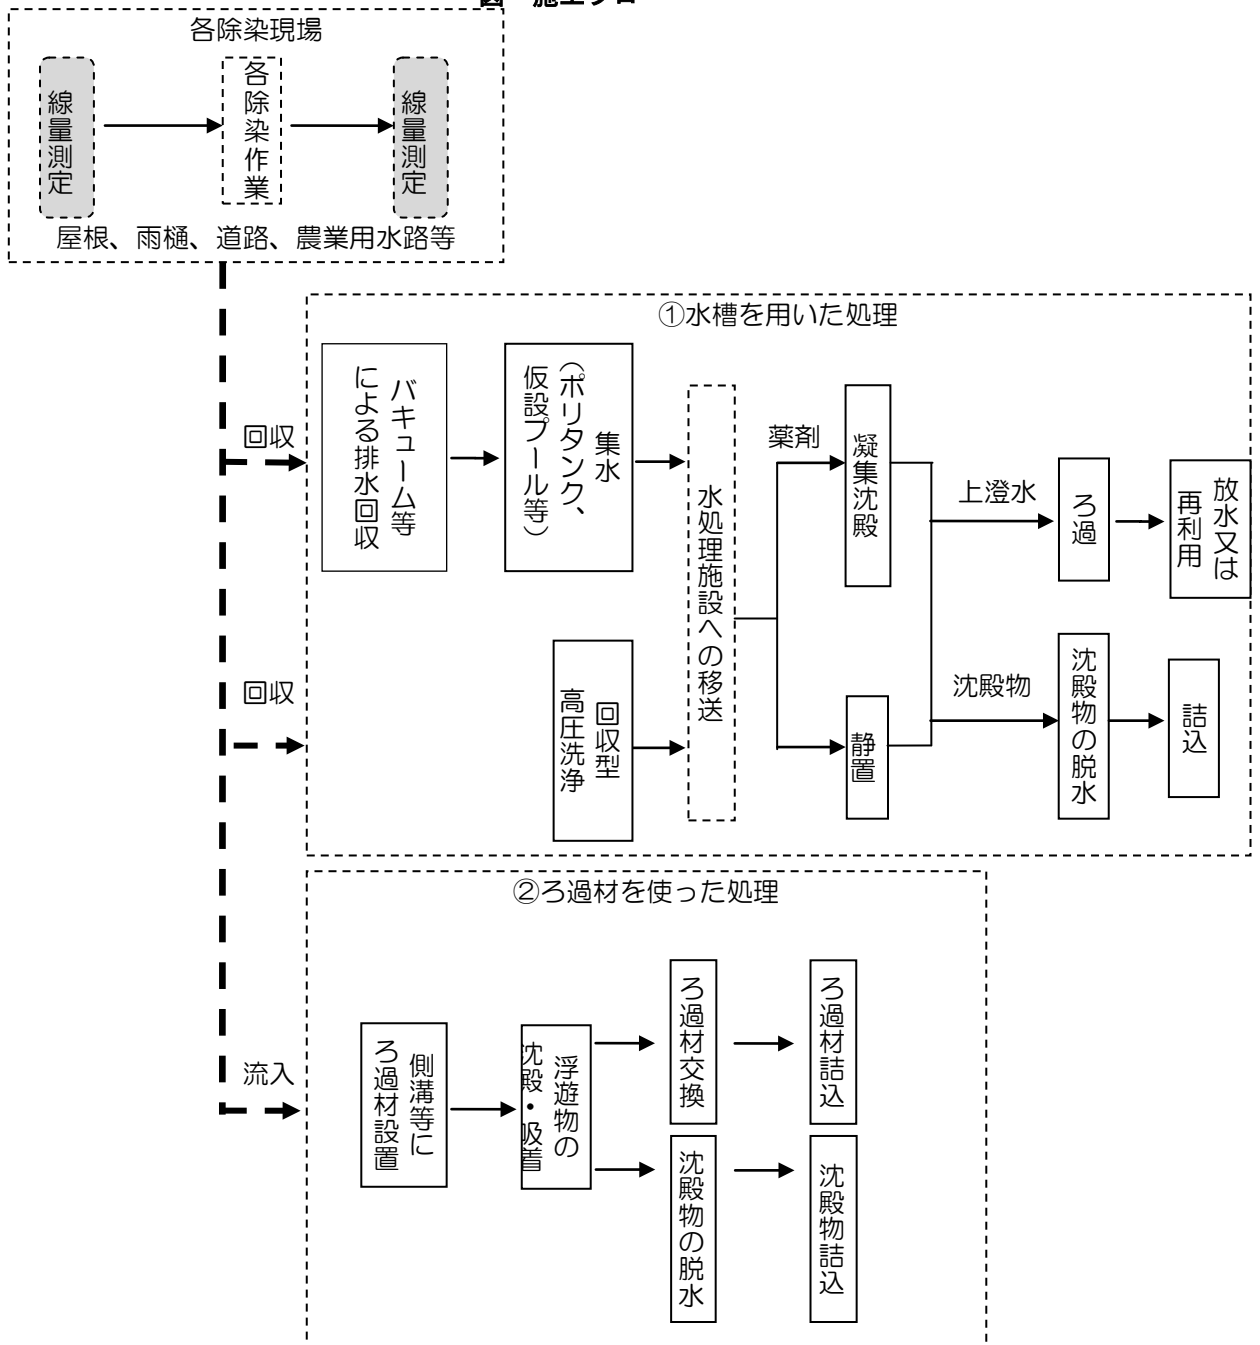 各除染現場
線量測定
各除染作業
線量測定
屋根、雨樋、道路、農業用水路等
①水槽を用いた処理
回収
バキューム等
による排水回収
集水
（ポリタンク、
仮設プール等）
回収
回収型
高圧洗浄
水処理施設への移送
薬剤
凝集沈殿
静置
上澄水
ろ過
放水又は
再利用
沈殿物
沈殿物の脱水
詰込
②ろ過材を使った処理
流入
側溝等に
ろ過材設置
浮遊物の
沈殿・吸着
ろ過材交換
ろ過材詰込
沈殿物の脱水
沈殿物詰込